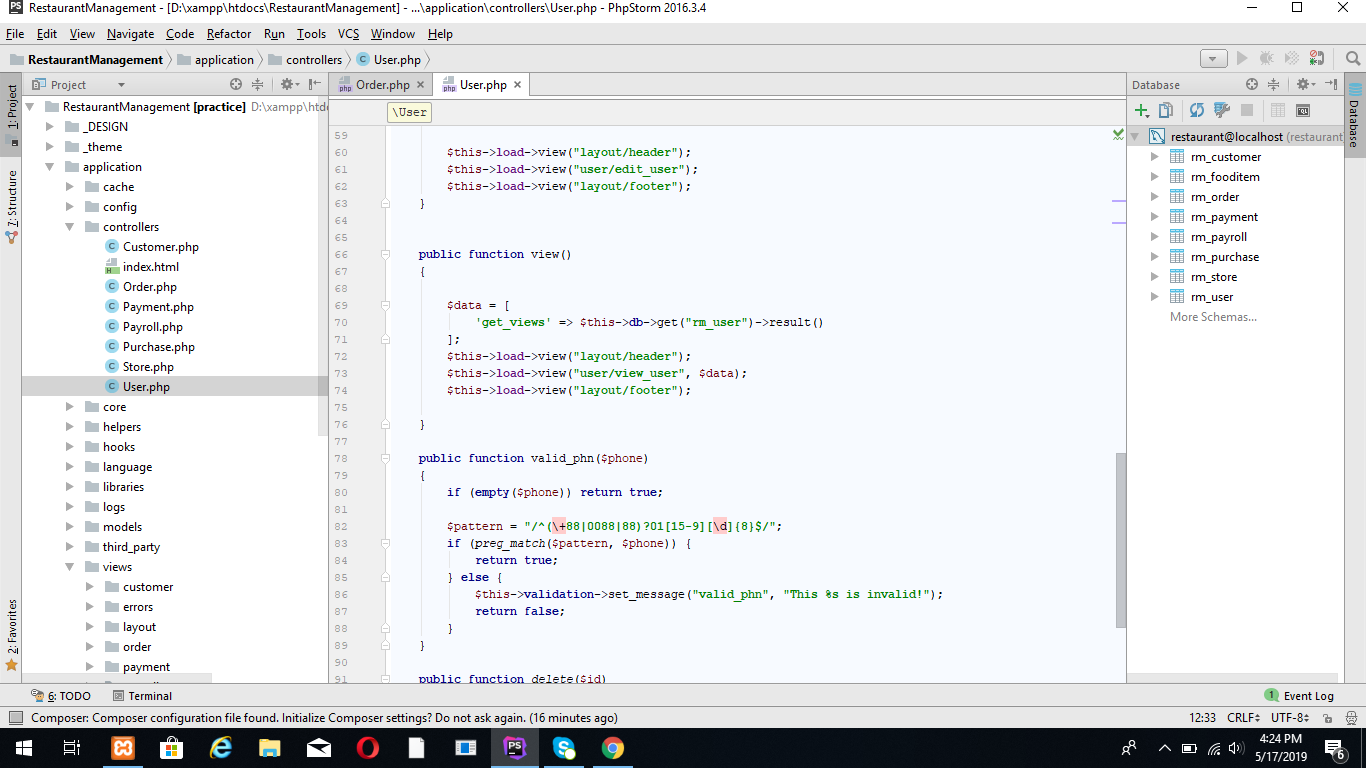 RestaurantManagement - [D:\xampp\htdocs\RestaurantManagement] - ...\application\controllers\User.php - PhpStorm 2016.3.4
File Edit View Navigate Code Refactor Run Tools VCS Window Help
RestaurantManagement application controllers User.php
Project
RestaurantManagement [practice] D:\xampp\htdo
_DESIGN
_theme
application
cache
config
controllers
Customer.php
index.html
Order.php
Payment.php
Payroll.php
Purchase.php
Store.php
User.php
core
helpers
hooks
language
libraries
logs
models
third_party
views
customer
errors
layout
order
payment
1: Project
7: Structure
2: Favorites
Order.php User.php
\User
59
60 $this->load->view("layout/header");
61 $this->load->view("user/edit_user");
62 $this->load->view("layout/footer");
63 }
64
65
66 public function view()
67 {
68
69 $data = [
70 'get_views' => $this->db->get("rm_user")->result()
71 ];
72 $this->load->view("layout/header");
73 $this->load->view("user/view_user", $data);
74 $this->load->view("layout/footer");
75
76 }
77
78 public function valid_phn($phone)
79 {
80 if (empty($phone)) return true;
81
82 $pattern = "/^(\+88|0088|88)?01[15-9][\d]{8}$/";
83 if (preg_match($pattern, $phone)) {
84 return true;
85 } else {
86 $this->validation->set_message("valid_phn", "This %s is invalid!");
87 return false;
88 }
89 }
90
91 public function delete($id)
Database
restaurant@localhost (restaurant
rm_customer
rm_fooditem
rm_order
rm_payment
rm_payroll
rm_purchase
rm_store
rm_user
More Schemas...
Database
6: TODO Terminal 1 Event Log
Composer: Composer configuration file found. Initialize Composer settings? Do not ask again. (16 minutes ago) 12:33 CRLF UTF-8
4:24 PM
5/17/2019
6